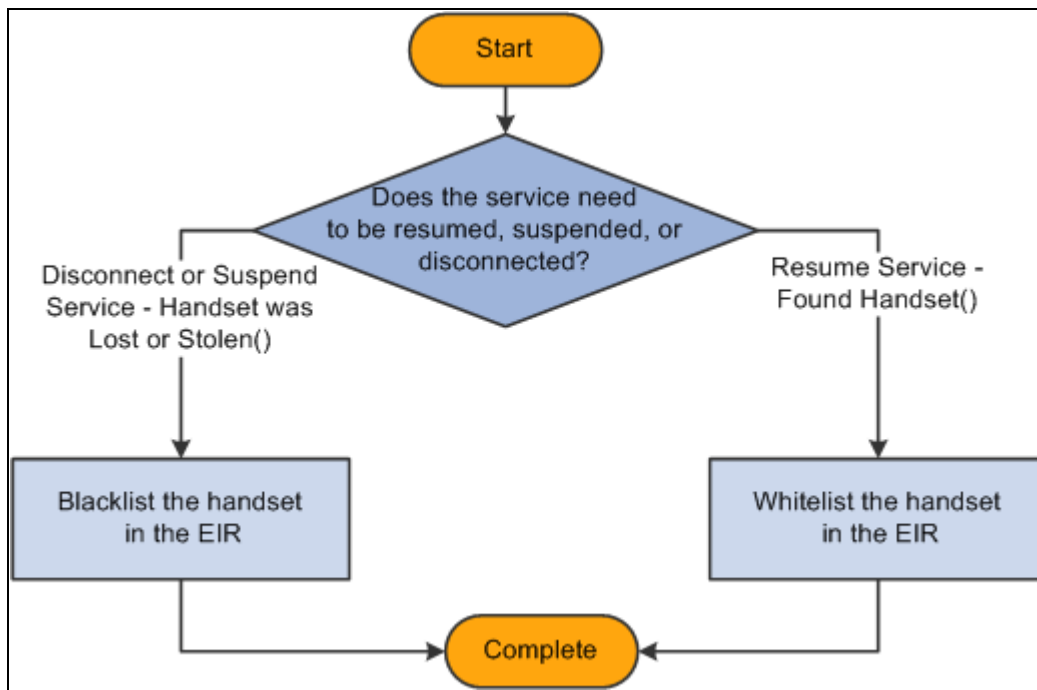 Start
Does the service need
to be resumed, suspended, or
disconnected?
Disconnect or Suspend
Service - Handset was
Lost or Stolen()
Resume Service -
Found Handset()
Blacklist the handset
in the EIR
Whitelist the handset
in the EIR
Complete